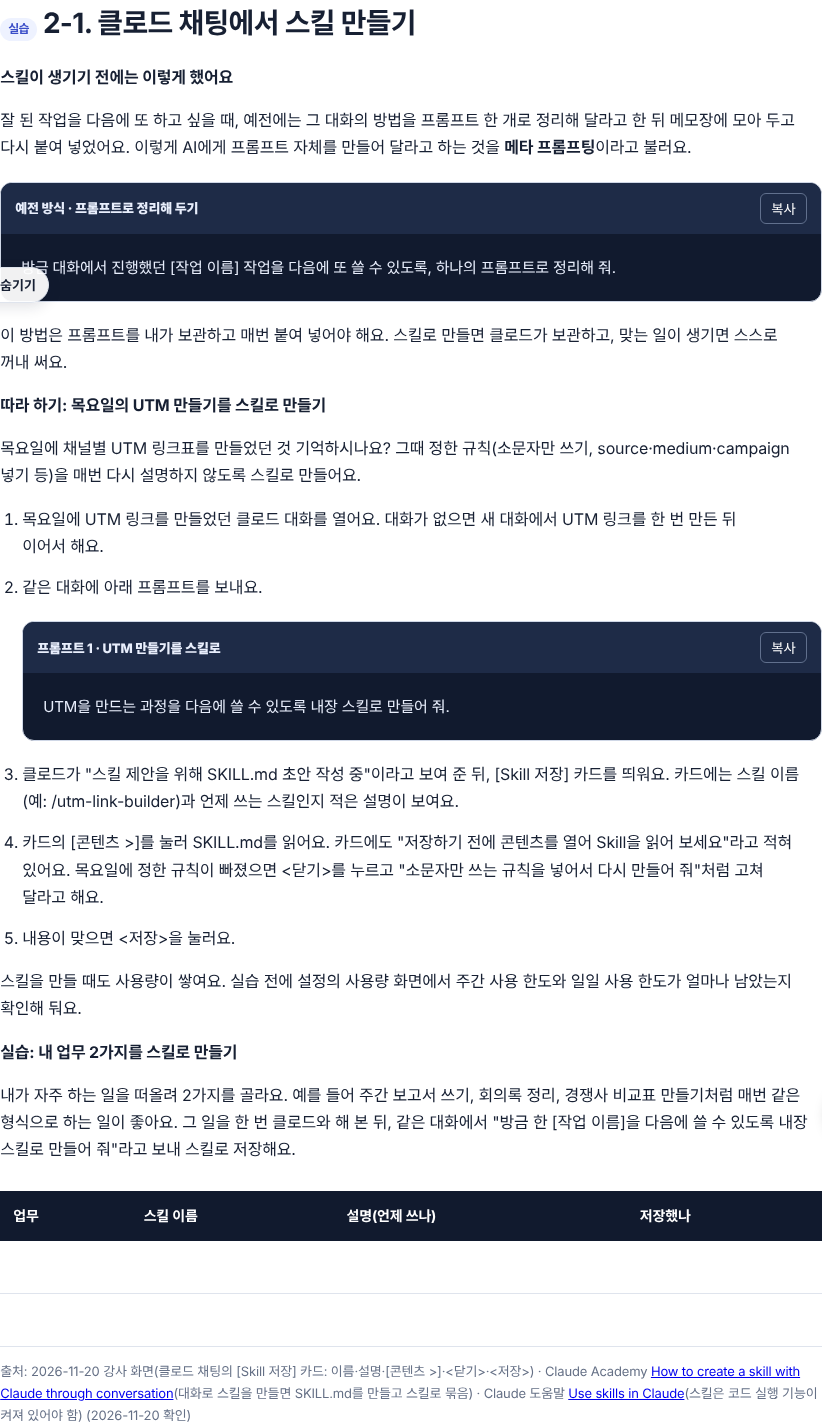 실습 2-1. 클로드 채팅에서 스킬 만들기
스킬이 생기기 전에는 이렇게 했어요
잘 된 작업을 다음에 또 하고 싶을 때, 예전에는 그 대화의 방법을 프롬프트 한 개로 정리해 달라고 한 뒤 메모장에 모아 두고
다시 붙여 넣었어요. 이렇게 AI에게 프롬프트 자체를 만들어 달라고 하는 것을 메타 프롬프팅이라고 불러요.
예전 방식 · 프롬프트로 정리해 두기
복사
방금 대화에서 진행했던 [작업 이름] 작업을 다음에 또 쓸 수 있도록, 하나의 프롬프트로 정리해 줘.
숨기기
이 방법은 프롬프트를 내가 보관하고 매번 붙여 넣어야 해요. 스킬로 만들면 클로드가 보관하고, 맞는 일이 생기면 스스로
꺼내 써요.
따라 하기: 목요일의 UTM 만들기를 스킬로 만들기
목요일에 채널별 UTM 링크표를 만들었던 것 기억하시나요? 그때 정한 규칙(소문자만 쓰기, source·medium·campaign
넣기 등)을 매번 다시 설명하지 않도록 스킬로 만들어요.
1. 목요일에 UTM 링크를 만들었던 클로드 대화를 열어요. 대화가 없으면 새 대화에서 UTM 링크를 한 번 만든 뒤
이어서 해요.
2. 같은 대화에 아래 프롬프트를 보내요.
프롬프트 1 · UTM 만들기를 스킬로
복사
UTM을 만드는 과정을 다음에 쓸 수 있도록 내장 스킬로 만들어 줘.
3. 클로드가 "스킬 제안을 위해 SKILL.md 초안 작성 중"이라고 보여 준 뒤, [Skill 저장] 카드를 띄워요. 카드에는 스킬 이름
(예: /utm-link-builder)과 언제 쓰는 스킬인지 적은 설명이 보여요.
4. 카드의 [콘텐츠 >]를 눌러 SKILL.md를 읽어요. 카드에도 "저장하기 전에 콘텐츠를 열어 Skill을 읽어 보세요"라고 적혀
있어요. 목요일에 정한 규칙이 빠졌으면 <닫기>를 누르고 "소문자만 쓰는 규칙을 넣어서 다시 만들어 줘"처럼 고쳐
달라고 해요.
5. 내용이 맞으면 <저장>을 눌러요.
스킬을 만들 때도 사용량이 쌓여요. 실습 전에 설정의 사용량 화면에서 주간 사용 한도와 일일 사용 한도가 얼마나 남았는지
확인해 둬요.
실습: 내 업무 2가지를 스킬로 만들기
내가 자주 하는 일을 떠올려 2가지를 골라요. 예를 들어 주간 보고서 쓰기, 회의록 정리, 경쟁사 비교표 만들기처럼 매번 같은
형식으로 하는 일이 좋아요. 그 일을 한 번 클로드와 해 본 뒤, 같은 대화에서 "방금 한 [작업 이름]을 다음에 쓸 수 있도록 내장
스킬로 만들어 줘"라고 보내 스킬로 저장해요.
업무 스킬 이름 설명(언제 쓰나) 저장했나
출처: 2026-11-20 강사 화면(클로드 채팅의 [Skill 저장] 카드: 이름·설명·[콘텐츠 >]·<닫기>·<저장>) · Claude Academy How to create a skill with
Claude through conversation(대화로 스킬을 만들면 SKILL.md를 만들고 스킬로 묶음) · Claude 도움말 Use skills in Claude(스킬은 코드 실행 기능이
켜져 있어야 함) (2026-11-20 확인)